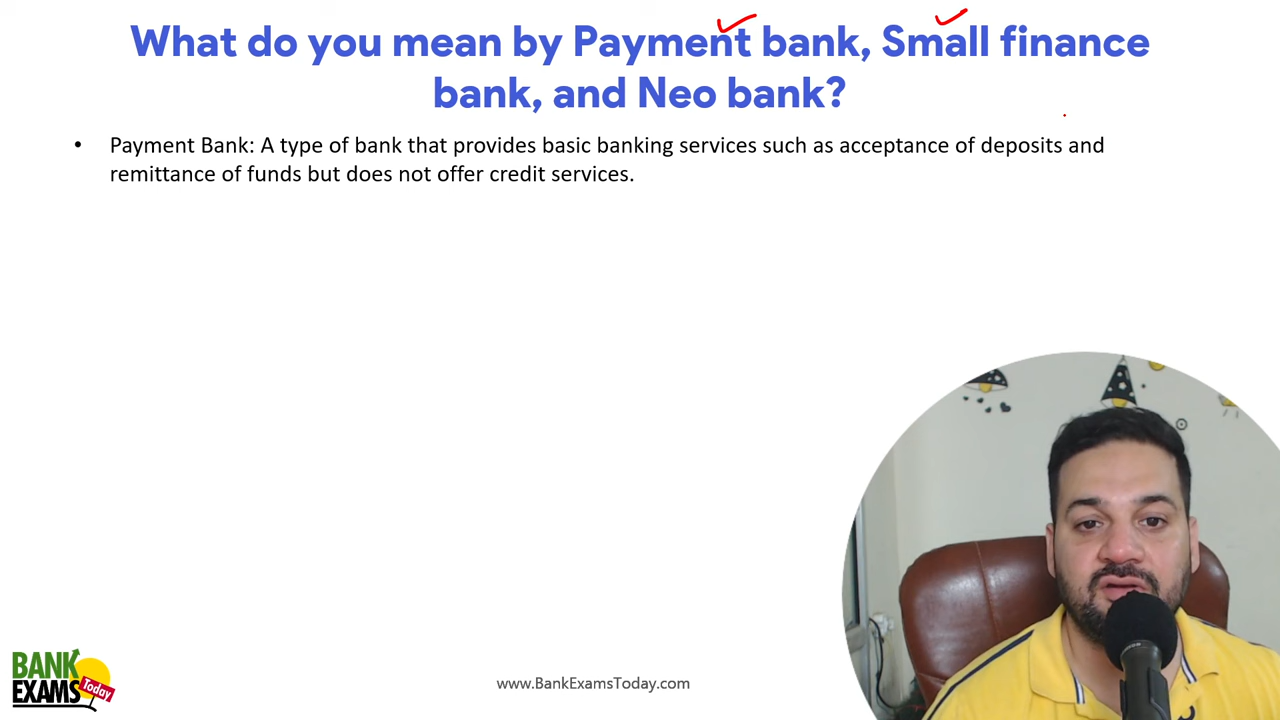 What do you mean by Payment bank, Small finance
bank, and Neo bank?
• Payment Bank: A type of bank that provides basic banking services such as acceptance of deposits and
remittance of funds but does not offer credit services.
BANK
EXAMS
Today
www.BankExamsToday.com